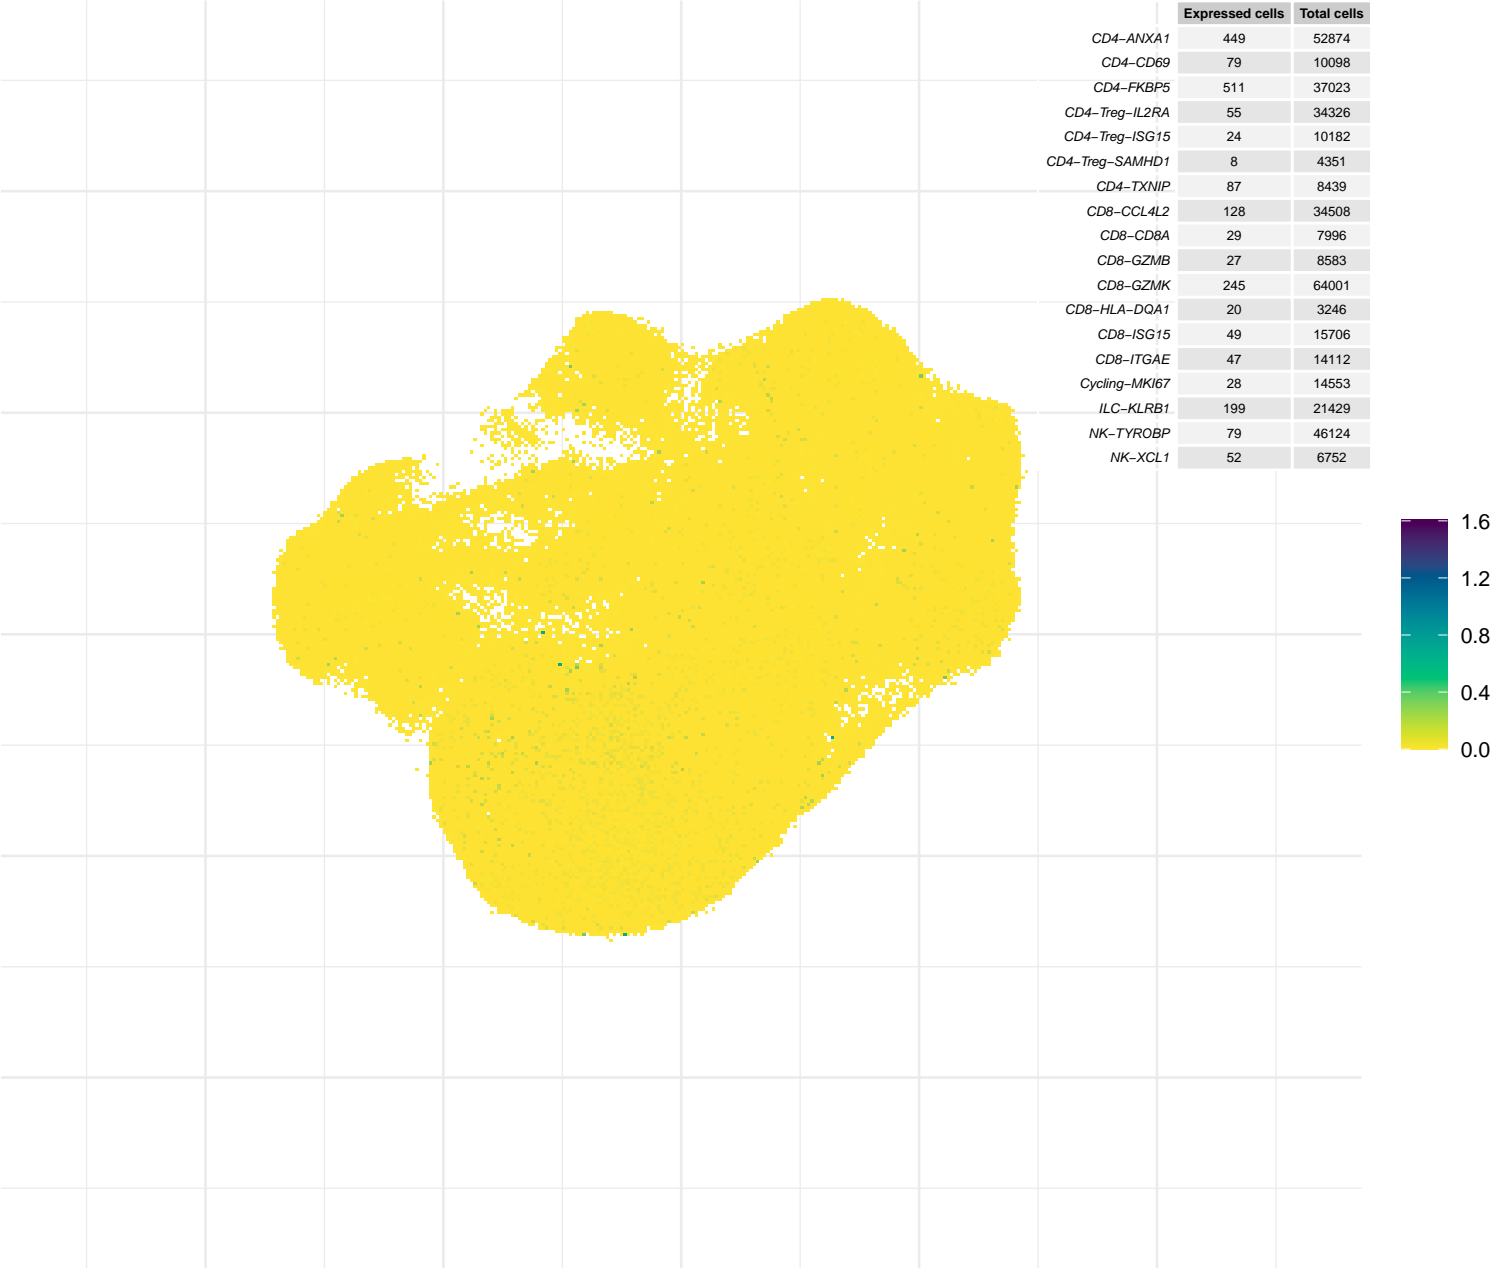 Expressed cells Total cells
CD4−ANXA1 449 52874
CD4−CD69 79 10098
CD4−FKBP5 511 37023
CD4−Treg−IL2RA 55 34326
CD4−Treg−ISG15 24 10182
CD4−Treg−SAMHD1 8 4351
CD4−TXNIP 87 8439
CD8−CCL4L2 128 34508
CD8−CD8A 29 7996
CD8−GZMB 27 8583
CD8−GZMK 245 64001
CD8−HLA−DQA1 20 3246
CD8−ISG15 49 15706
CD8−ITGAE 47 14112
Cycling−MKI67 28 14553
ILC−KLRB1 199 21429
NK−TYROBP 79 46124
NK−XCL1 52 6752
1.6
1.2
0.8
0.4
0.0